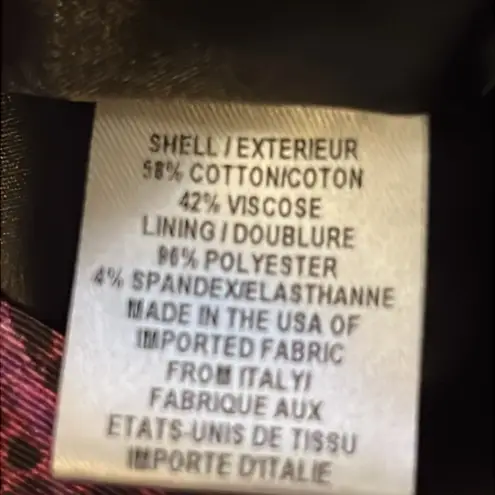 SHELL / EXTERIEUR
58% COTTON/COTON
42% VISCOSE
LINING / DOUBLURE
96% POLYESTER
4% SPANDEX/ELASTHANNE
MADE IN THE USA OF
IMPORTED FABRIC
FROM ITALY/
FABRIQUE AUX
ETATS-UNIS DE TISSU
IMPORTE D'ITALIE